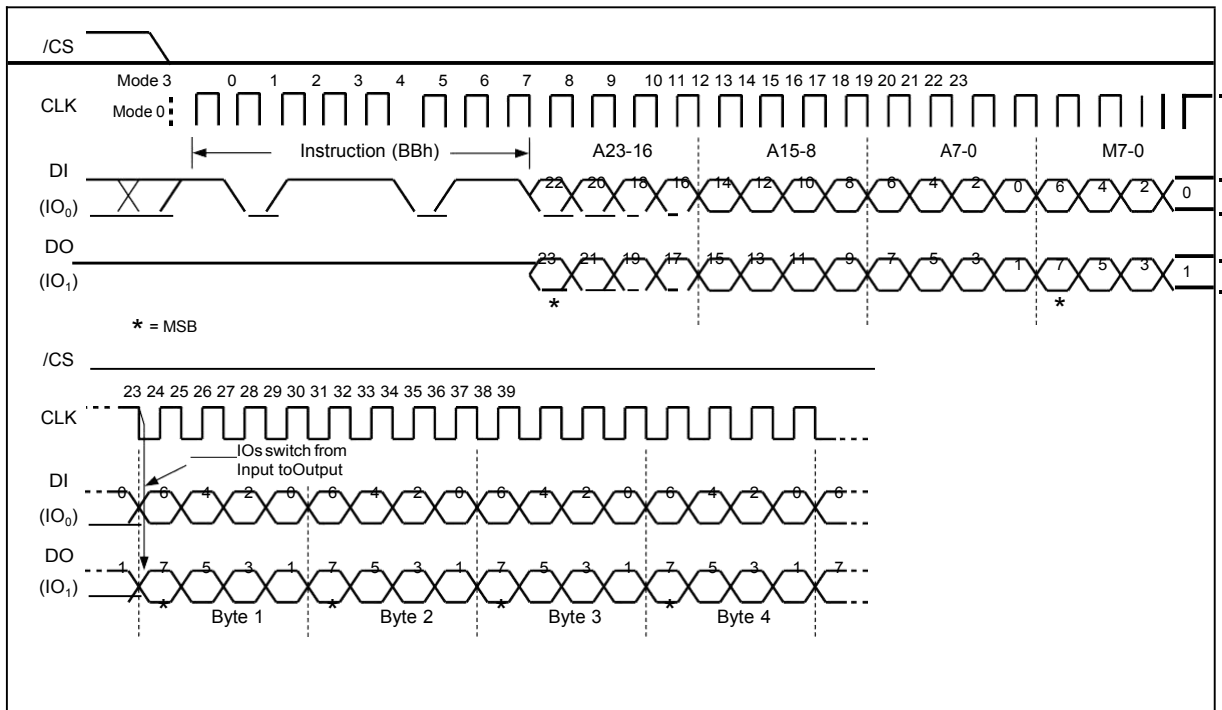 /CS
Mode 3 0 1 2 3 4 5 6 7 8 9 10 11 12 13 14 15 16 17 18 19 20 21 22 23
CLK
Mode 0
Instruction (BBh) A23-16 A15-8 A7-0 M7-0
DI
(IO0) 22 20 18 16 14 12 10 8 6 4 2 0 6 4 2 0
DO
(IO1) 23 21 19 17 15 13 11 9 7 5 3 1 7 5 3 1
* *
* = MSB
/CS
23 24 25 26 27 28 29 30 31 32 33 34 35 36 37 38 39
CLK
IOs switch from
Input toOutput
DI
(IO0) 0 6 4 2 0 6 4 2 0 6 4 2 0 6 4 2 0 6
DO
(IO1) 1 7 5 3 1 7 5 3 1 7 5 3 1 7 5 3 1 7
* * * *
Byte 1 Byte 2 Byte 3 Byte 4